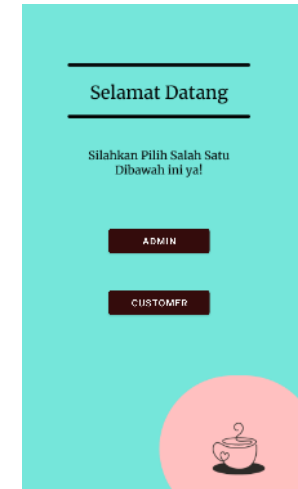 Selamat Datang
Silahkan Pilih Salah Satu
Dibawah ini ya!
ADMIN
CUSTOMER